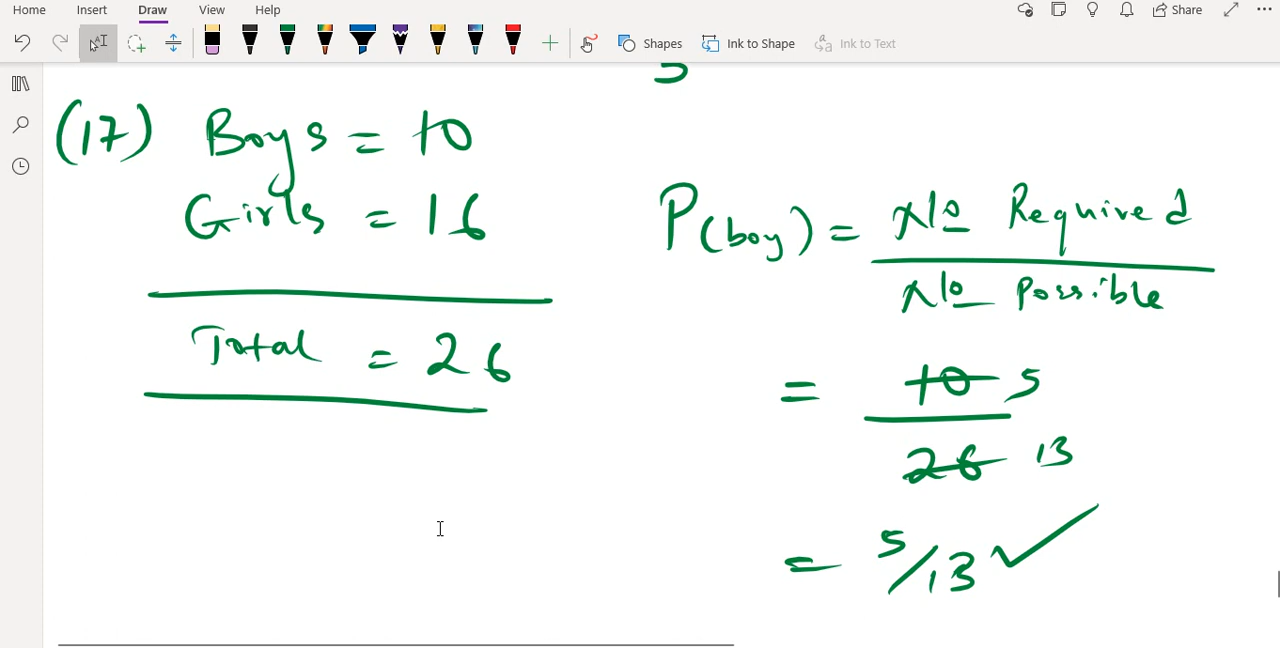 Home Insert Draw View Help
Share
Shapes Ink to Shape Ink to Text
(17) Boys = 10
Girls = 16
Total = 26
P(boy) = No Required
No Possible
= 10 5
26 13
= 5/13 ✓